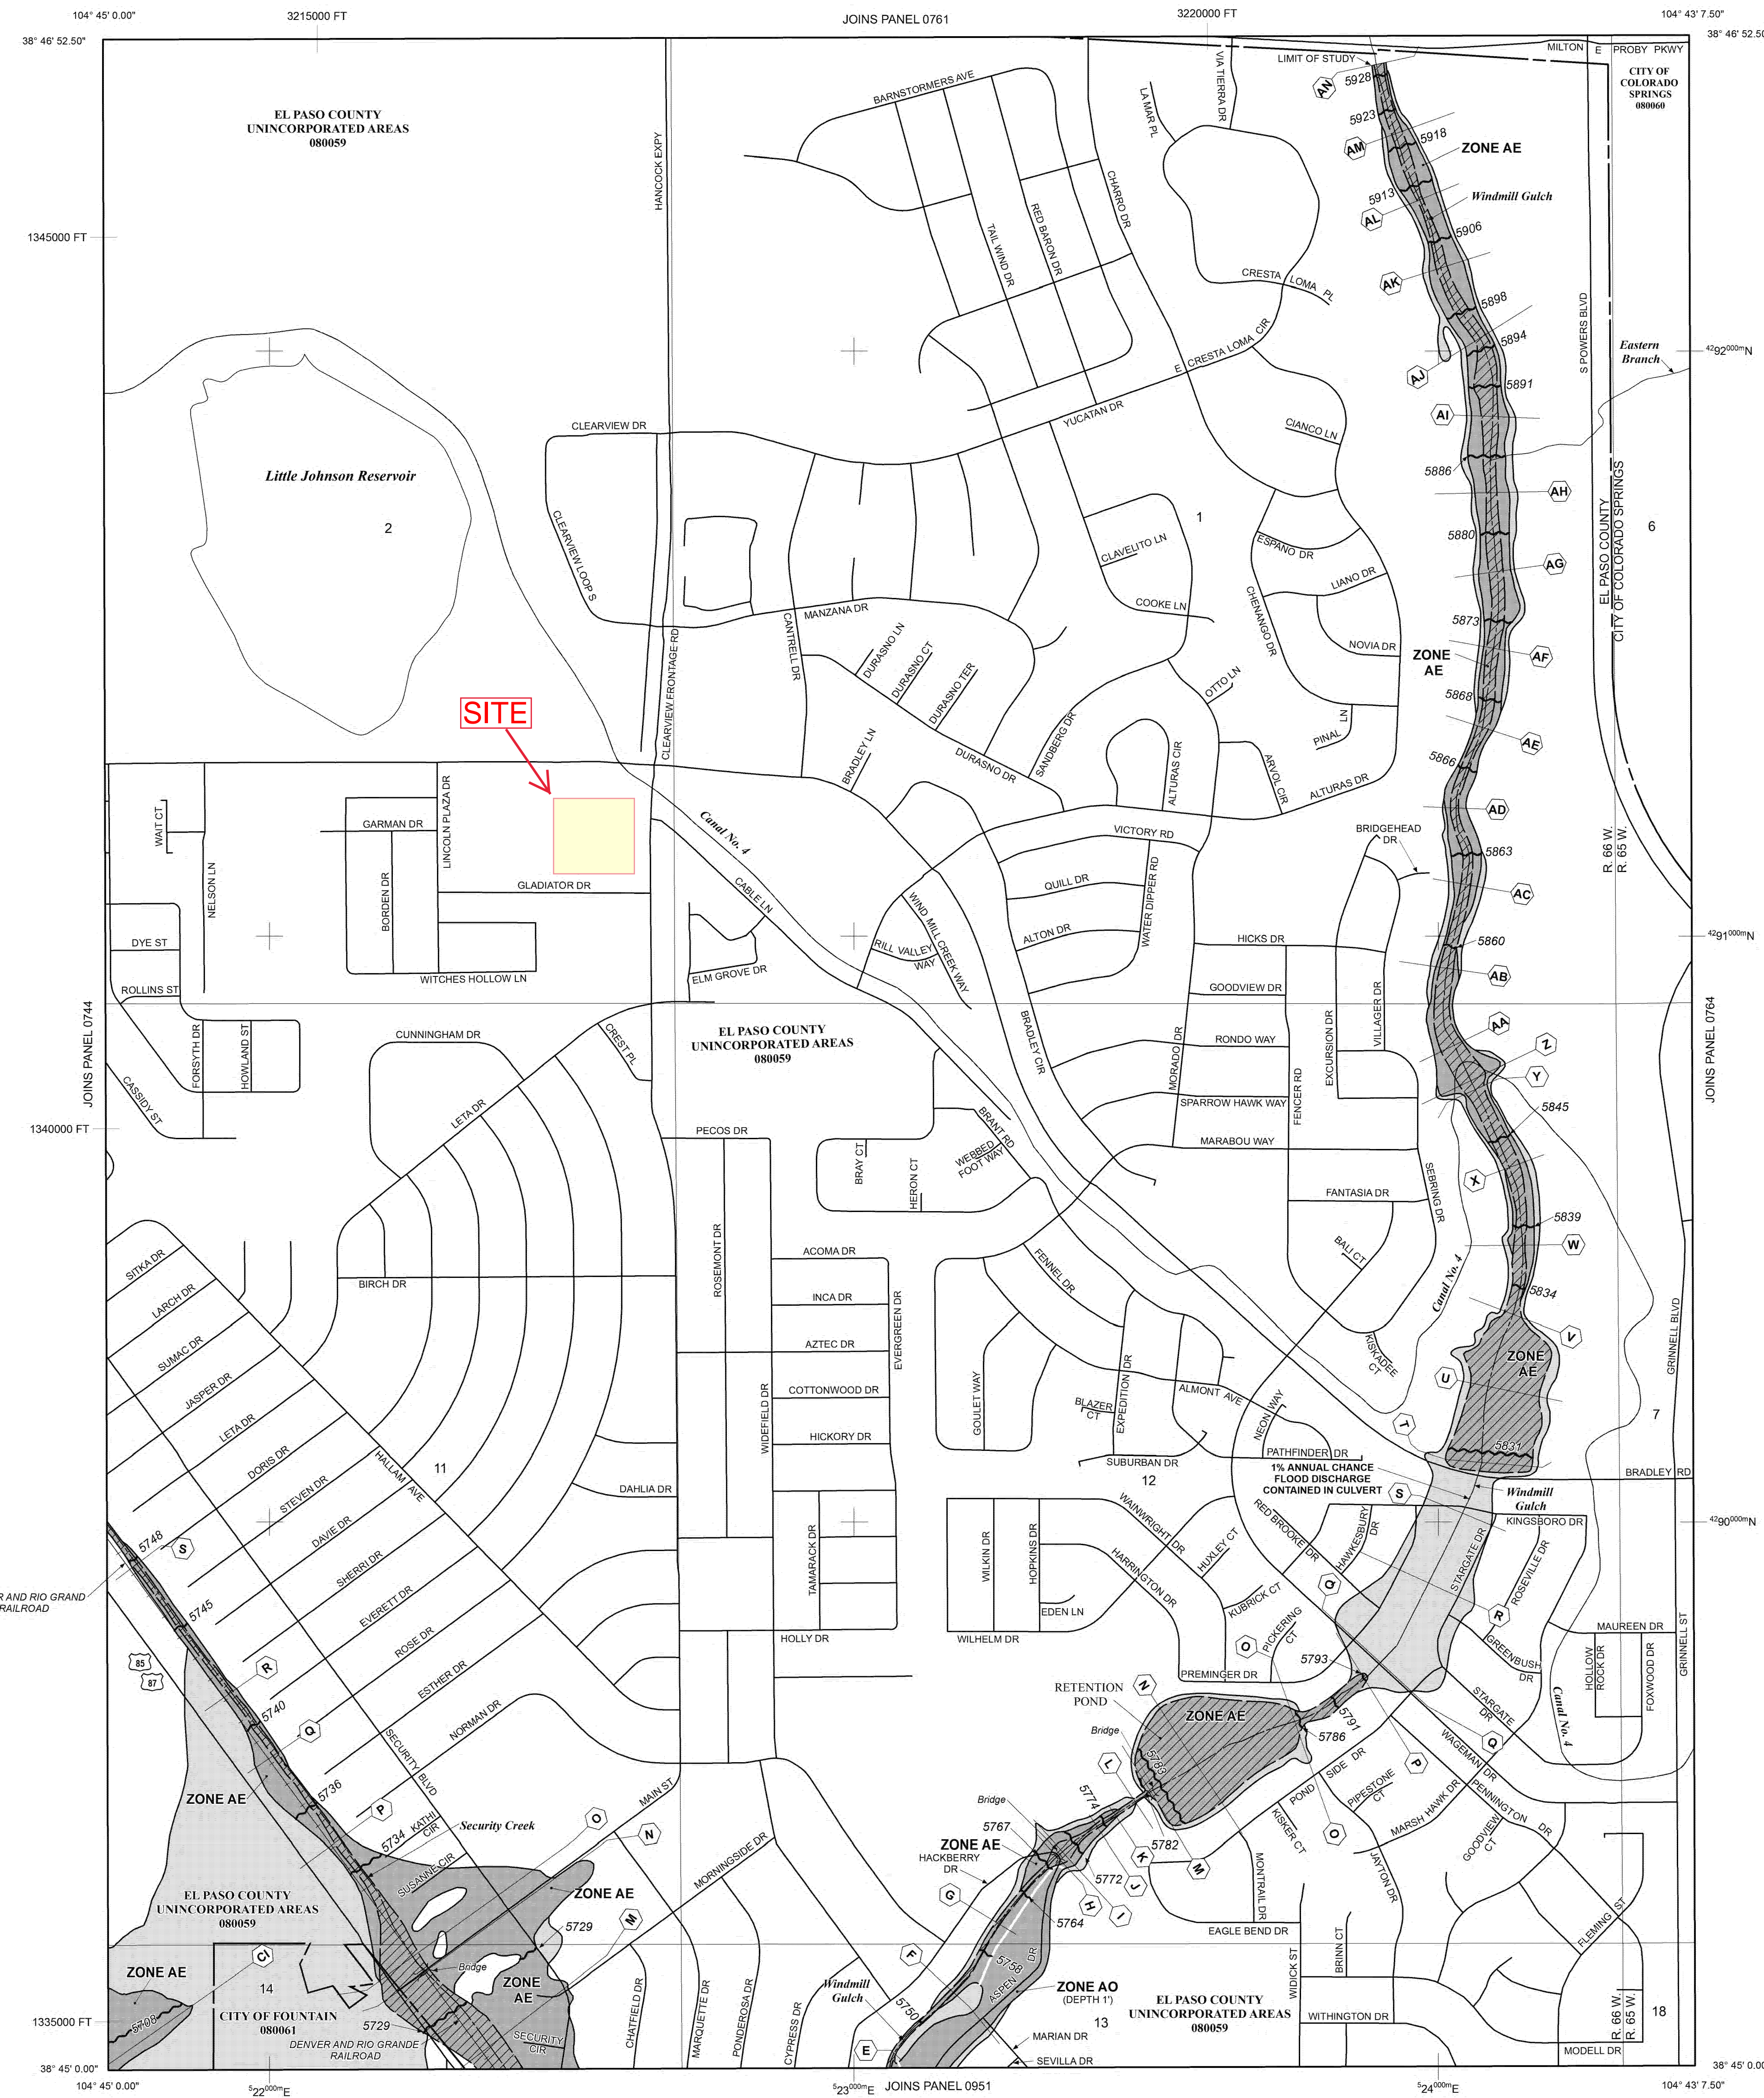 104° 45' 0.00"
3215000 FT
JOINS PANEL 0761
3220000 FT
104° 43' 7.50"
38° 46' 52.50"
38° 46' 52.50
MILTON E PROBY PKWY
LIMIT OF STUDY
CITY OF
COLORADO
SPRINGS
080060
EL PASO COUNTY
UNINCORPORATED AREAS
080059
HANCOCK EXPY
BARNSTORMERS AVE
LA MAR PL
VIA TIERRA DR
AN
5928
5923
AM
5918
ZONE AE
5913
AL
Windmill Gulch
5906
AK
5898
5894
AJ
5891
AI
5886
AH
5880
AG
5873
AF
ZONE
AE
5868
AE
5866
AD
5863
AC
5860
AB
AA
Z
Y
5845
X
5839
W
5834
V
ZONE
AE
U
T
5831
1345000 FT
CHARRO DR
TAIL WIND DR
RED BARON DR
CRESTA LOMA PL
E CRESTA LOMA CIR
YUCATAN DR
S POWERS BLVD
Eastern
Branch
4292000mN
CLEARVIEW DR
CIANCO LN
Little Johnson Reservoir
2
1
6
CLEARVIEW LOOP S
CLAVELITO LN
ESPANO DR
LIANO DR
COOKE LN
CHENANGO DR
NOVIA DR
EL PASO COUNTY
CITY OF COLORADO SPRINGS
MANZANA DR
CANTRELL DR
DURASNO LN
DURASNO CT
DURASNO TER
OTTO LN
PINAL LN
SANDBERG DR
DURASNO DR
CLEARVIEW FRONTAGE RD
SITE
BRADLEY LN
ALTURAS CIR
ARVOL CIR
ALTURAS DR
WAIT CT
GARMAN DR
LINCOLN PLAZA DR
NELSON LN
BORDEN DR
GLADIATOR DR
Canal No. 4
CABLE LN
VICTORY RD
BRIDGEHEAD
DR
R. 66 W.
R. 65 W.
QUILL DR
WATER DIPPER RD
WIND MILL CREEK WAY
DYE ST
RILL VALLEY
WAY
ALTON DR
HICKS DR
4291000mN
ROLLINS ST
WITCHES HOLLOW LN
ELM GROVE DR
GOODVIEW DR
JOINS PANEL 0744
JOINS PANEL 0764
FORSYTH DR
HOWLAND ST
CUNNINGHAM DR
CREST PL
EL PASO COUNTY
UNINCORPORATED AREAS
080059
BRADLEY CIR
MORADO DR
RONDO WAY
FENCER RD
EXCURSION DR
VILLAGER DR
CASSIDY ST
LETA DR
SPARROW HAWK WAY
1340000 FT
PECOS DR
BRAY CT
HERON CT
BRANT RD
WEBBED
FOOT WAY
MARABOU WAY
FANTASIA DR
SEBRING DR
ROSEMONT DR
ACOMA DR
FENNEL DR
BALI CT
Canal No. 4
SITKA DR
BIRCH DR
INCA DR
EVERGREEN DR
LARCH DR
SUMAC DR
AZTEC DR
KISKADEE
CT
GRINNELL BLVD
JASPER DR
WIDEFIELD DR
COTTONWOOD DR
GOULET WAY
BLAZER
CT
EXPEDITION DR
ALMONT AVE
NEON WAY
7
LETA DR
HICKORY DR
DORIS DR
HALLAM AVE
11
SUBURBAN DR
12
PATHFINDER DR
BRADLEY RD
1% ANNUAL CHANCE
FLOOD DISCHARGE
CONTAINED IN CULVERT
S
Windmill
Gulch
STEVEN DR
DAHLIA DR
WAINWRIGHT DR
RED BROOKE DR
HAWKESBURY
DR
KINGSBORO DR
4290000mN
DAVIE DR
TAMARACK DR
WILKIN DR
HOPKINS DR
HARRINGTON DR
HUXLEY CT
STARGATE DR
ROSEVILLE DR
5748
S
SHERRI DR
R AND RIO GRAND
RAILROAD
5745
EVERETT DR
EDEN LN
KUBRICK CT
Q
R
ROSE DR
HOLLY DR
WILHELM DR
O
PICKERING
CT
5793
GREENBUSH
DR
MAUREEN DR
GRINNELL ST
85
87
R
ESTHER DR
PREMINGER DR
HOLLOW
ROCK DR
FOXWOOD DR
5740
Q
NORMAN DR
RETENTION
POND
N
ZONE AE
Bridge
5791
5786
STARGATE
DR
Q
Canal No. 4
SECURITY BLVD
5783
L
POND SIDE DR
P
WAGEMAN DR
ZONE AE
5736
P
MAIN ST
5774
PIPESTONE
CT
MARSH HAWK DR
PENNINGTON DR
Bridge
5734
KATHI
CIR
Security Creek
O
N
5767
ZONE AE
HACKBERRY
DR
5782
K
M
KISKER CT
O
GOODVIEW
CT
SUSANNE CIR
MORNINGSIDE DR
5772
J
MONTRAIL DR
JAYTON DR
EL PASO COUNTY
UNINCORPORATED AREAS
080059
ZONE AE
G
H
I
5729
M
5764
EAGLE BEND DR
FLEMING ST
CI
F
BRINN CT
Bridge
5758
ASPEN DR
WIDICK ST
ZONE AE
14
ZONE
AE
ZONE AO
(DEPTH 1')
Windmill
Gulch
EL PASO COUNTY
UNINCORPORATED AREAS
080059
CITY OF FOUNTAIN
080061
5708
5729
CHATFIELD DR
MARQUETTE DR
PONDEROSA DR
CYPRESS DR
5750
13
WITHINGTON DR
R. 66 W.
R. 65 W.
18
1335000 FT
DENVER AND RIO GRANDE
RAILROAD
SECURITY
CIR
E
MARIAN DR
SEVILLA DR
MODELL DR
38° 45' 0.00"
38° 45' 0.00
104° 45' 0.00"
522000mE
523000mE
JOINS PANEL 0951
524000mE
104° 43' 7.50"